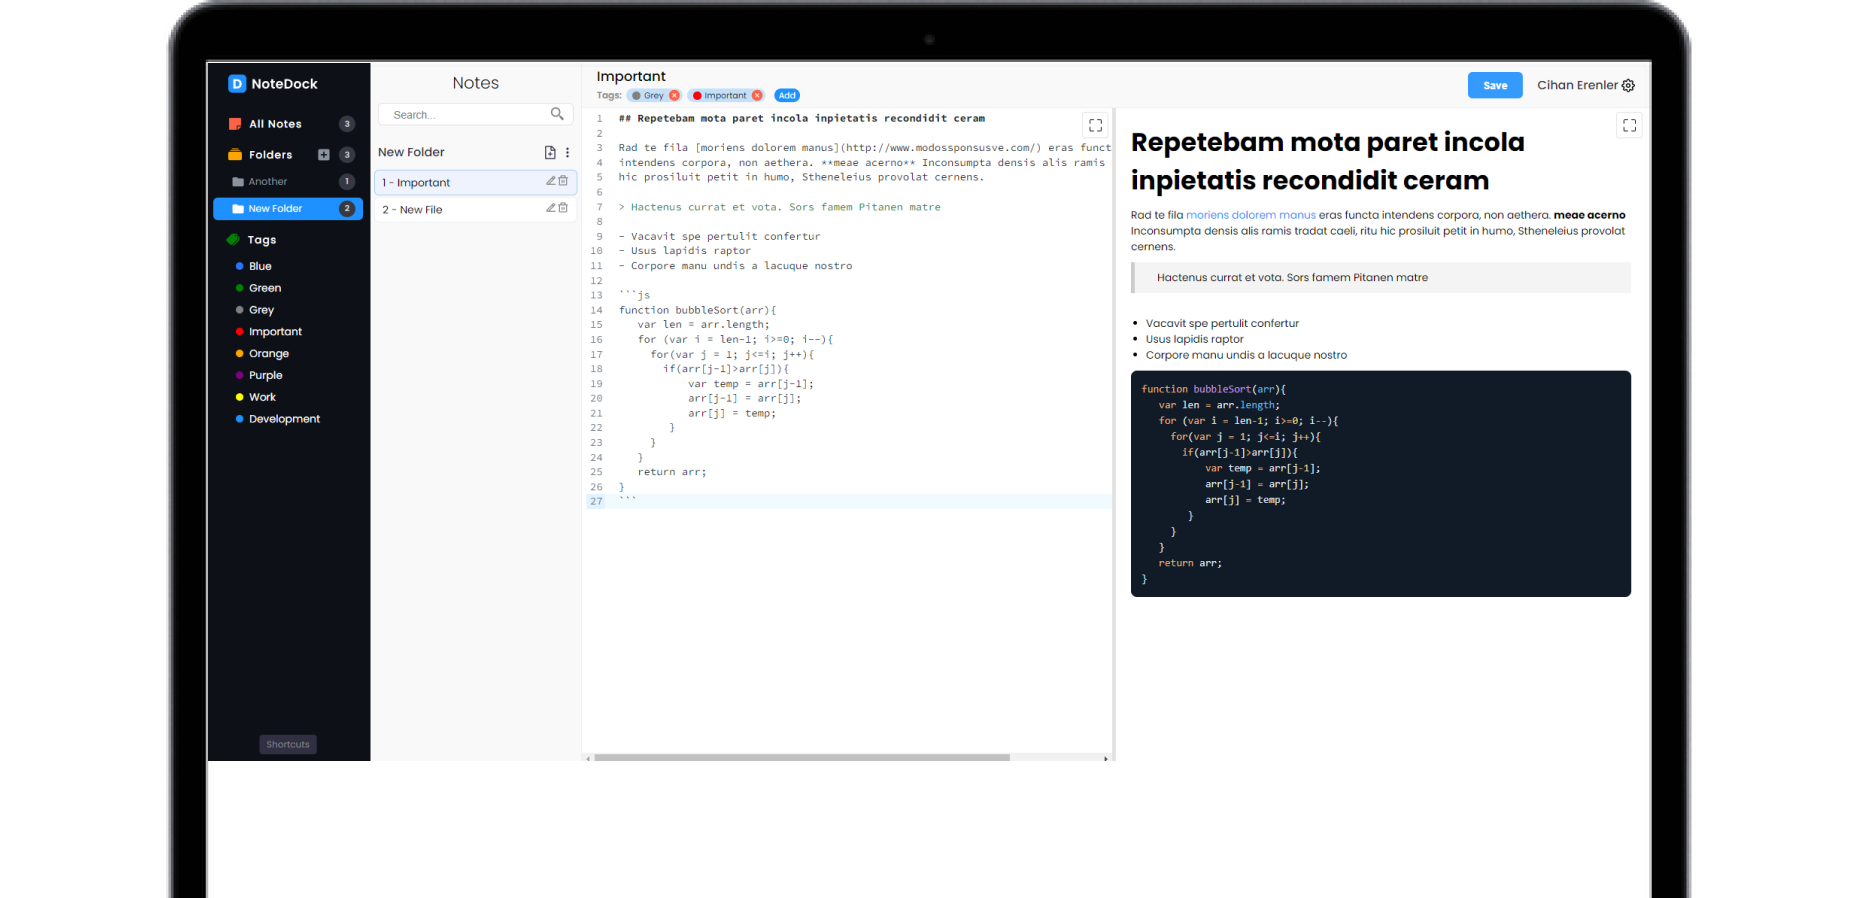 NoteDock
All Notes 3
Folders 3
Another 1
New Folder 2
Tags
Blue
Green
Grey
Important
Orange
Purple
Work
Development
Shortcuts
Notes
Search...
New Folder
1 - Important
2 - New File
Important
Tags: Grey Important Add
Save
Cihan Erenler
1 ## Repetebam mota paret incola inpietatis recondidit ceram
2
3 Rad te fila [moriens dolorem manus](http://www.modossponsusve.com/) eras funct
4 intendens corpora, non aethera. **meae acerno** Inconsumpta densis alis ramis
5 hic prosiluit petit in humo, Stheneleius provolat cernens.
6
7 > Hactenus currat et vota. Sors famem Pitanen matre
8
9 - Vacavit spe pertulit confertur
10 - Usus lapidis raptor
11 - Corpore manu undis a lacuque nostro
12
13 ```js
14 function bubbleSort(arr){
15 var len = arr.length;
16 for (var i = len-1; i>=0; i--){
17 for(var j = 1; j<=i; j++){
18 if(arr[j-1]>arr[j]){
19 var temp = arr[j-1];
20 arr[j-1] = arr[j];
21 arr[j] = temp;
22 }
23 }
24 }
25 return arr;
26 }
27 ```
Repetebam mota paret incola
inpietatis recondidit ceram
Rad te fila moriens dolorem manus eras functa intendens corpora, non aethera. meae acerno
Inconsumpta densis alis ramis tradat caeli, ritu hic prosiluit petit in humo, Stheneleius provolat
cernens.
Hactenus currat et vota. Sors famem Pitanen matre
• Vacavit spe pertulit confertur
• Usus lapidis raptor
• Corpore manu undis a lacuque nostro
function bubbleSort(arr){
var len = arr.length;
for (var i = len-1; i>=0; i--){
for(var j = 1; j<=i; j++){
if(arr[j-1]>arr[j]){
var temp = arr[j-1];
arr[j-1] = arr[j];
arr[j] = temp;
}
}
}
return arr;
}